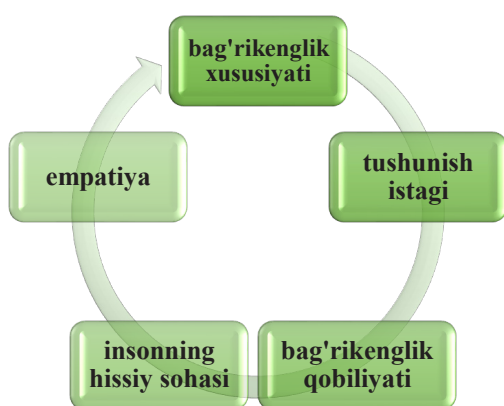 bag'rikenglik
xususiyati
tushunish
istagi
bag'rikenglik
qobiliyati
insonning
hissiy sohasi
empatiya